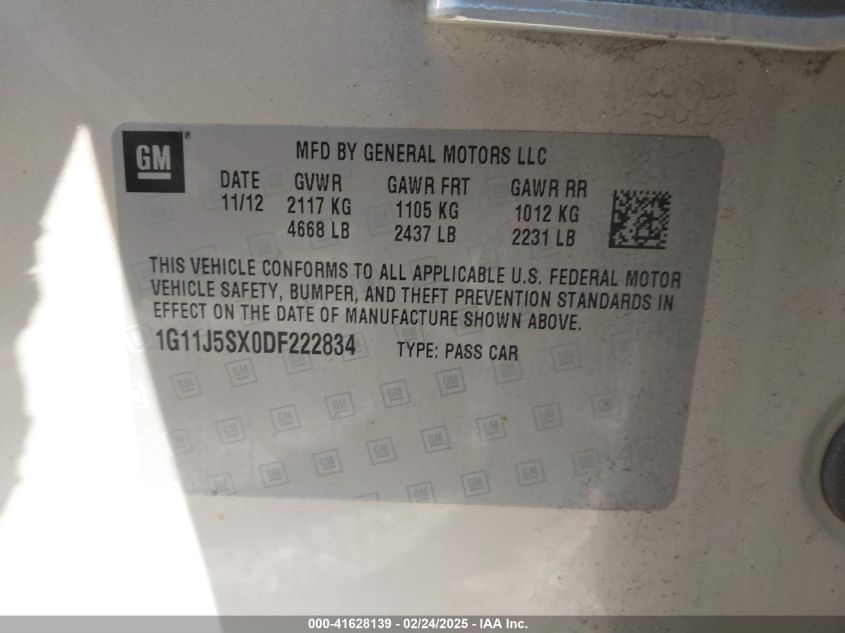 GM
MFD BY GENERAL MOTORS LLC
DATE GVWR GAWR FRT GAWR RR
11/12 2117 KG 1105 KG 1012 KG
4668 LB 2437 LB 2231 LB
THIS VEHICLE CONFORMS TO ALL APPLICABLE U.S. FEDERAL MOTOR
VEHICLE SAFETY, BUMPER, AND THEFT PREVENTION STANDARDS IN
EFFECT ON THE DATE OF MANUFACTURE SHOWN ABOVE.
1G11J5SX0DF222834 TYPE: PASS CAR
000-41628139 - 02/24/2025 - IAA Inc.